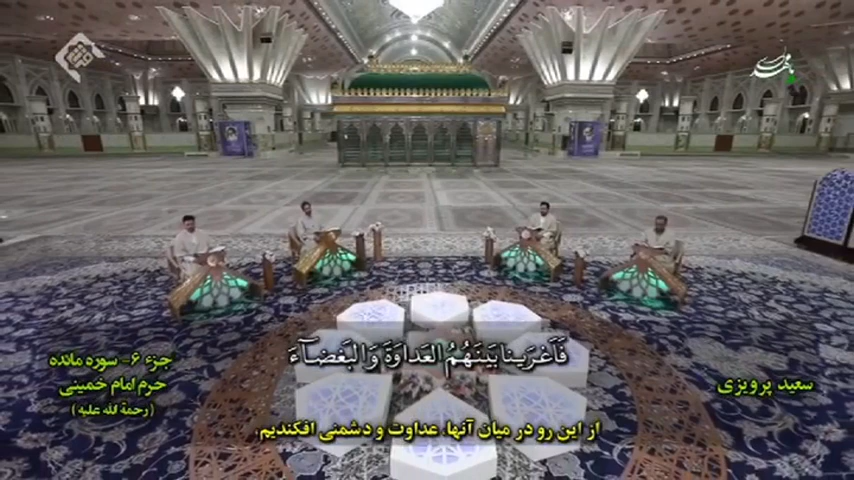 فَأَغْرَيْنَا بَيْنَهُمُ الْعَدَاوَةَ وَالْبَغْضَاءَ
جزء ۶- سوره مائده
حرم امام خمینی
(رحمة الله علیه)
سعید پرویزی
از این رو در میان آنها، عداوت و دشمنی افکندیم.